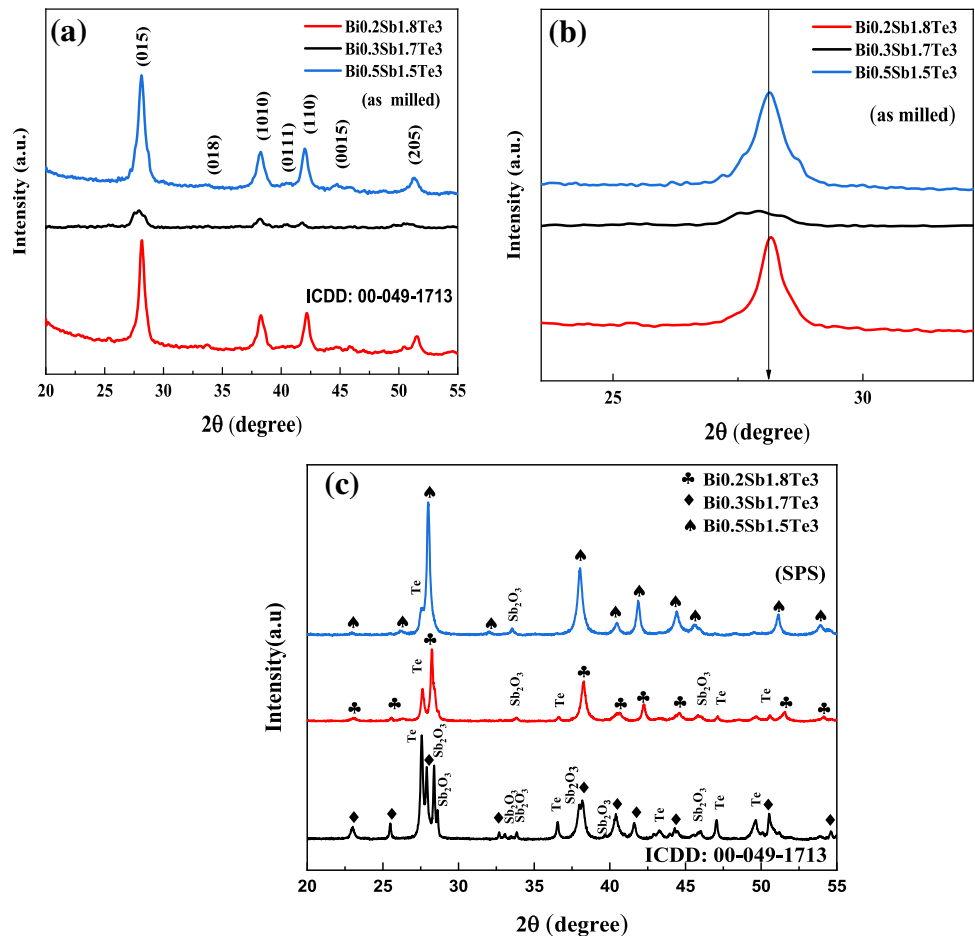 (a)
Bi0.2Sb1.8Te3
Bi0.3Sb1.7Te3
Bi0.5Sb1.5Te3
(as milled)
(015)
(018)
(1010)
(0111)
(110)
(0015)
(205)
ICDD: 00-049-1713
Intensity (a.u.)
20 25 30 35 40 45 50 55
2θ (degree)
(b)
Bi0.2Sb1.8Te3
Bi0.3Sb1.7Te3
Bi0.5Sb1.5Te3
(as milled)
Intensity (a.u.)
25 30
2θ (degree)
(c)
♣ Bi0.2Sb1.8Te3
♦ Bi0.3Sb1.7Te3
♠ Bi0.5Sb1.5Te3
(SPS)
Te
Sb₂O₃
Te
Sb₂O₃
Te
Sb₂O₃
Te
Te
Te
Sb₂O₃
Sb₂O₃
Sb₂O₃
Sb₂O₃
Te
Sb₂O₃
Sb₂O₃
Te
Sb₂O₃
Te
Te
ICDD: 00-049-1713
Intensity(a.u)
20 25 30 35 40 45 50 55
2θ (degree)